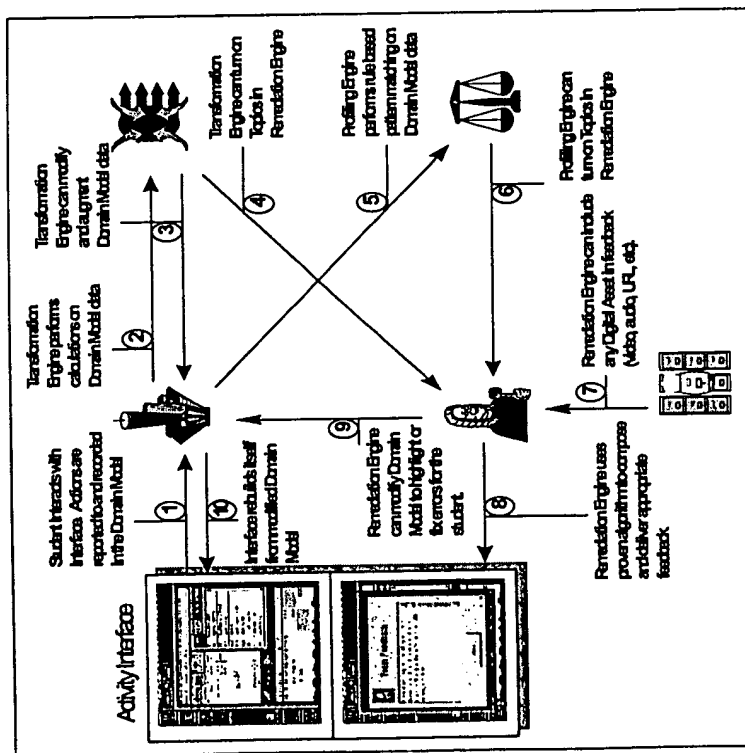 Activity Interface
Student Interacts with
Interface. Actions are
reported to and recorded
in the Domain Model
1
Transformation
Engine performs
calculations on
Domain Model data
2
Transformation
Engine can modify
and augment
Domain Model data
3
10
Interface rebuilds itself
from modified Domain
Model
Transformation
Engine can turn on
Topics in
Remediation Engine
4
9
Remediation Engine
can modify Domain
Model to highlight or
fix errors for the
student.
Profiling Engine
performs rule based
pattern matching on
Domain Model data
5
Team Feedback
8
Remediation Engine uses
proven algorithm to compose
and deliver appropriate
feedback
7
Remediation Engine can include
any Digital Asset in feedback
(video, audio, URL, etc).
6
Profiling Engine can
turn on Topics in
Remediation Engine